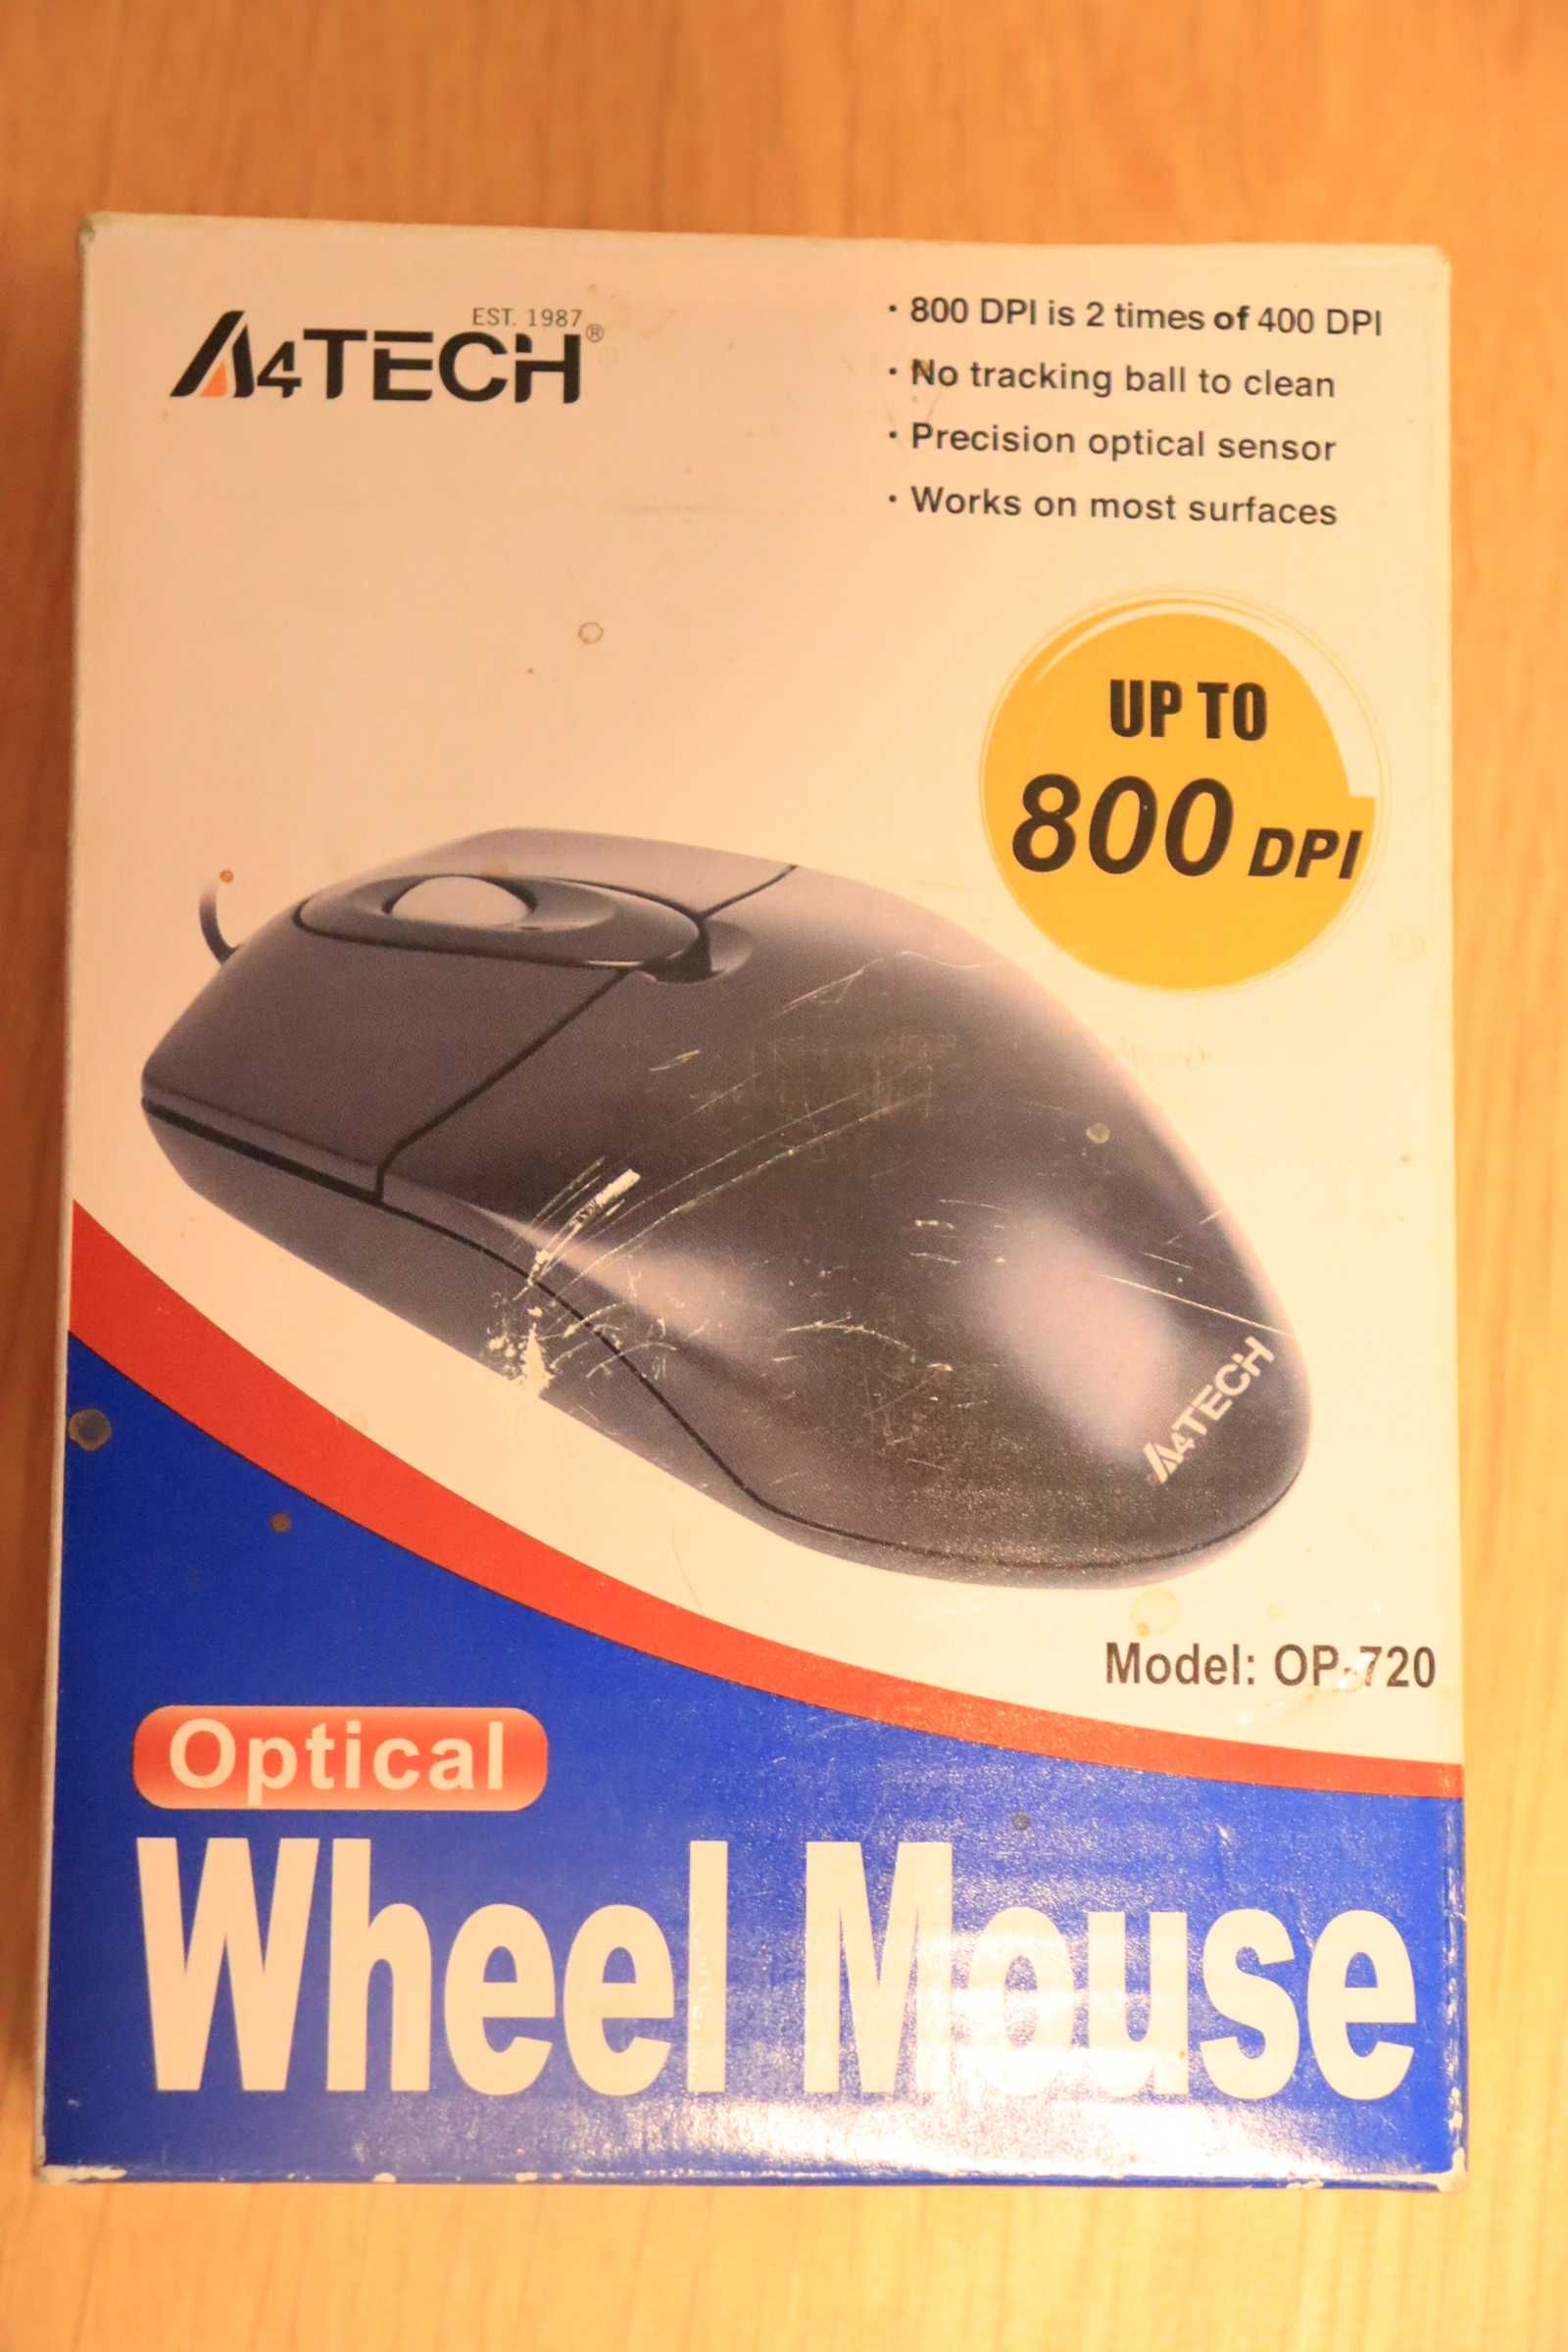 EST. 1987
A4TECH®
· 800 DPI is 2 times of 400 DPI
· No tracking ball to clean
· Precision optical sensor
· Works on most surfaces
UP TO
800 DPI
A4TECH
Model: OP-720
Optical
Wheel Mouse